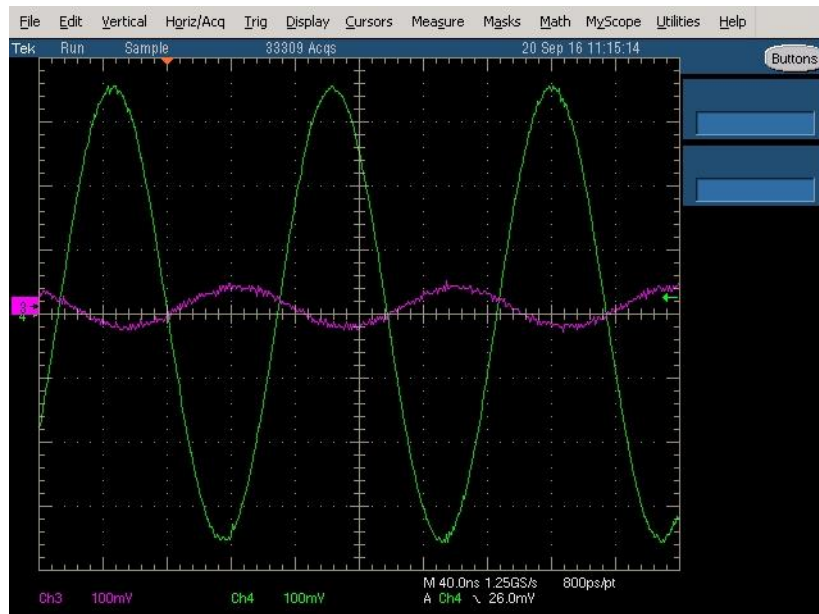 File Edit Vertical Horiz/Acq Trig Display Cursors Measure Masks Math MyScope Utilities Help
Tek Run Sample 33309 Acqs 20 Sep 16 11:15:14
Buttons
3
4
M 40.0ns 1.25GS/s 800ps/pt
Ch3 100mV Ch4 100mV A Ch4 ∖ 26.0mV